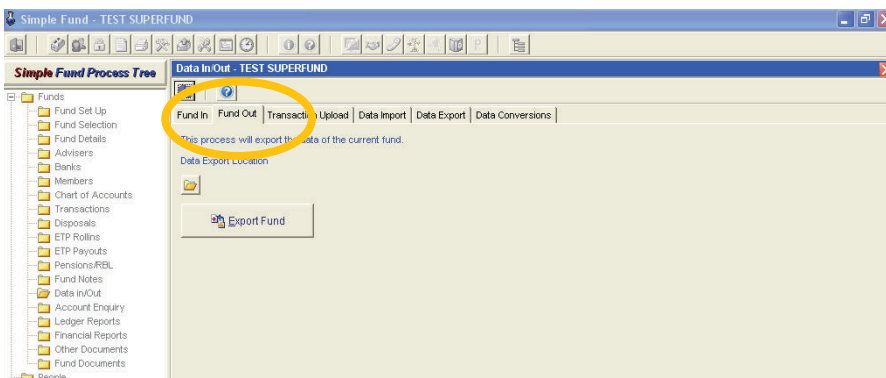 Simple Fund - TEST SUPERFUND
Simple Fund Process Tree
Data In/Out - TEST SUPERFUND
Funds
Fund Set Up
Fund Selection
Fund Details
Advisers
Banks
Members
Chart of Accounts
Transactions
Disposals
ETP Rollins
ETP Payouts
Pensions/RBL
Fund Notes
Data in/Out
Account Enquiry
Ledger Reports
Financial Reports
Other Documents
Fund Documents
People
Fund In Fund Out Transaction Upload Data Import Data Export Data Conversions
This process will export the data of the current fund.
Data Export Location
Export Fund